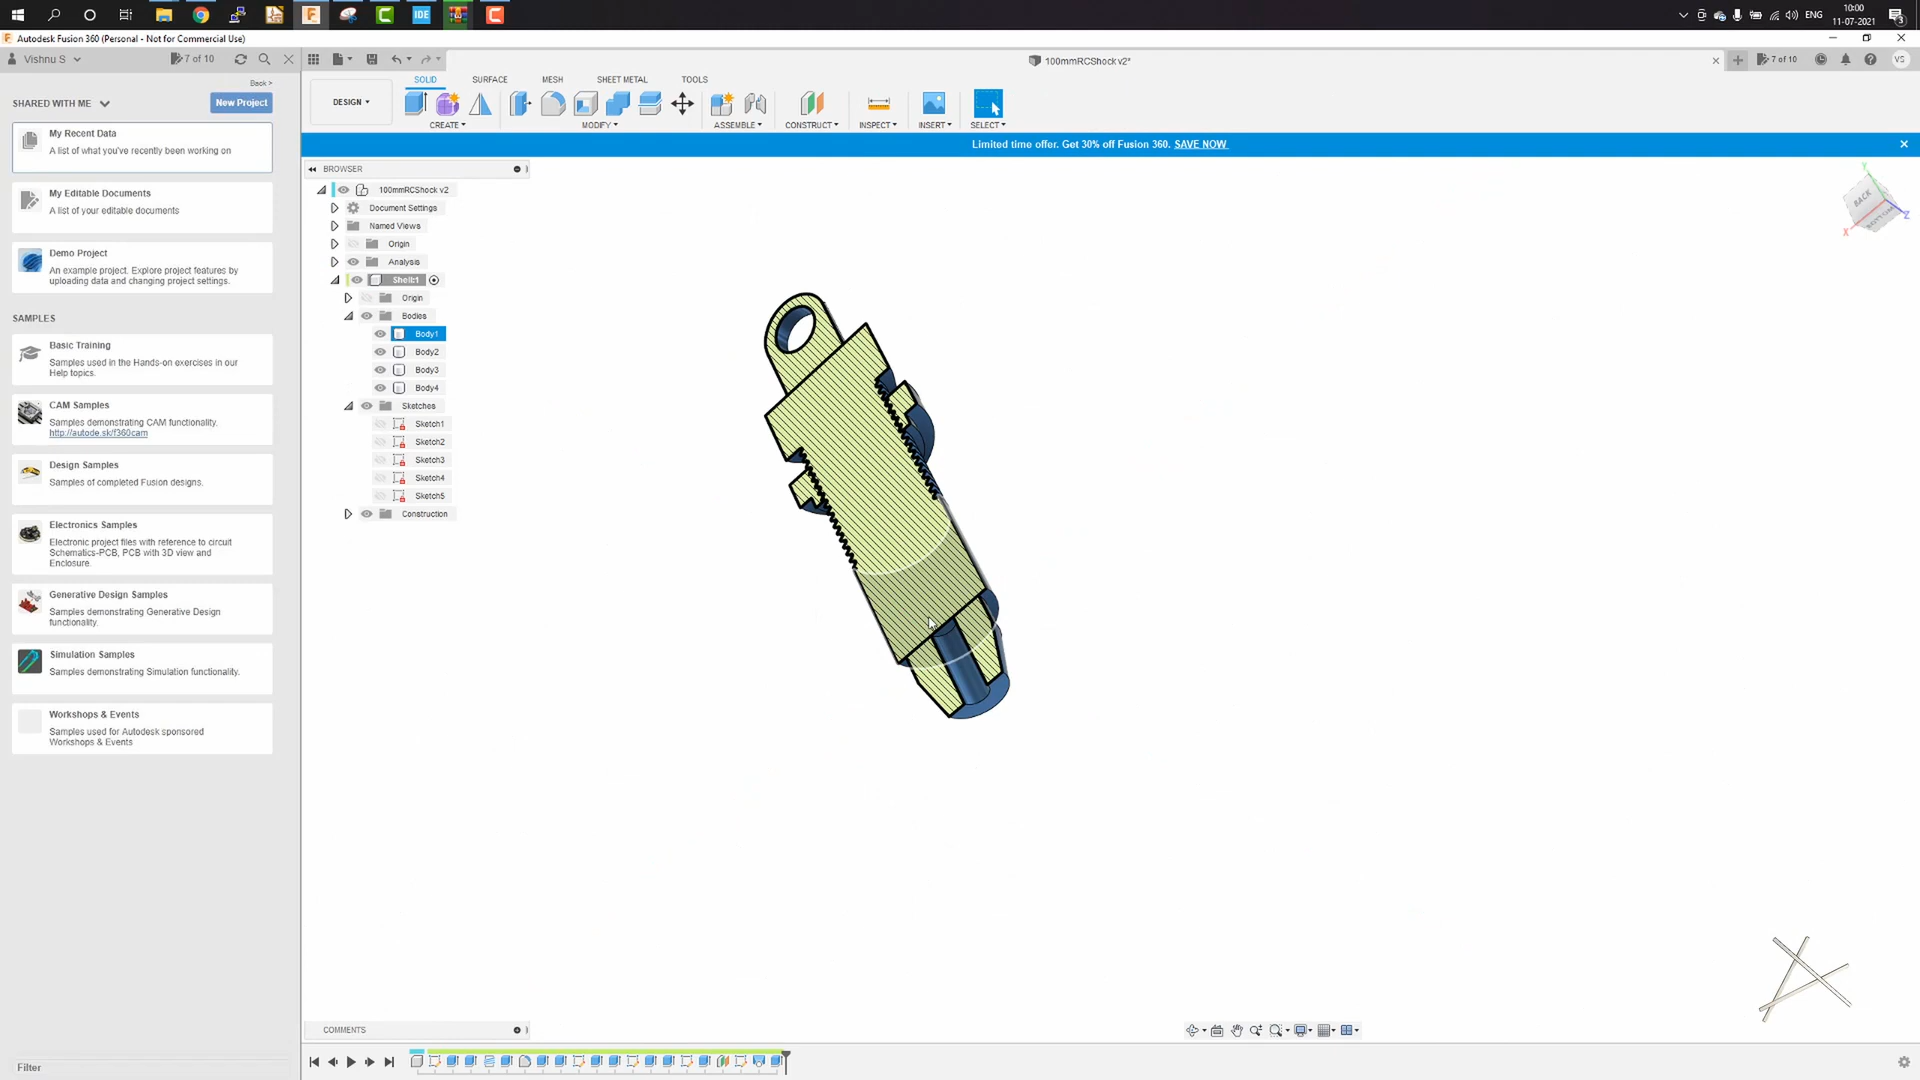 ENG
10:00
11-07-2021
Autodesk Fusion 360 (Personal - Not for Commercial Use)
Vishnu S
7 of 10
100mmRCShock v2*
7 of 10
VS
Back >
SHARED WITH ME
New Project
My Recent Data
A list of what you've recently been working on
My Editable Documents
A list of your editable documents
Demo Project
An example project. Explore project features by
uploading data and changing project settings.
SAMPLES
Basic Training
Samples used in the Hands-on exercises in our
Help topics.
CAM Samples
Samples demonstrating CAM functionality.
http://autode.sk/f360cam
Design Samples
Samples of completed Fusion designs.
Electronics Samples
Electronic project files with reference to circuit
Schematics-PCB, PCB with 3D view and
Enclosure.
Generative Design Samples
Samples demonstrating Generative Design
functionality.
Simulation Samples
Samples demonstrating Simulation functionality.
Workshops & Events
Samples used for Autodesk sponsored
Workshops & Events
Filter
DESIGN
SOLID
SURFACE
MESH
SHEET METAL
TOOLS
CREATE
MODIFY
ASSEMBLE
CONSTRUCT
INSPECT
INSERT
SELECT
IDE
Limited time offer. Get 30% off Fusion 360. SAVE NOW
BROWSER
100mmRCShock v2
Document Settings
Named Views
Origin
Analysis
Shell:1
Origin
Bodies
Body1
Body2
Body3
Body4
Sketches
Sketch1
Sketch2
Sketch3
Sketch4
Sketch5
Construction
BACK
BOTTOM
X
Y
Z
COMMENTS